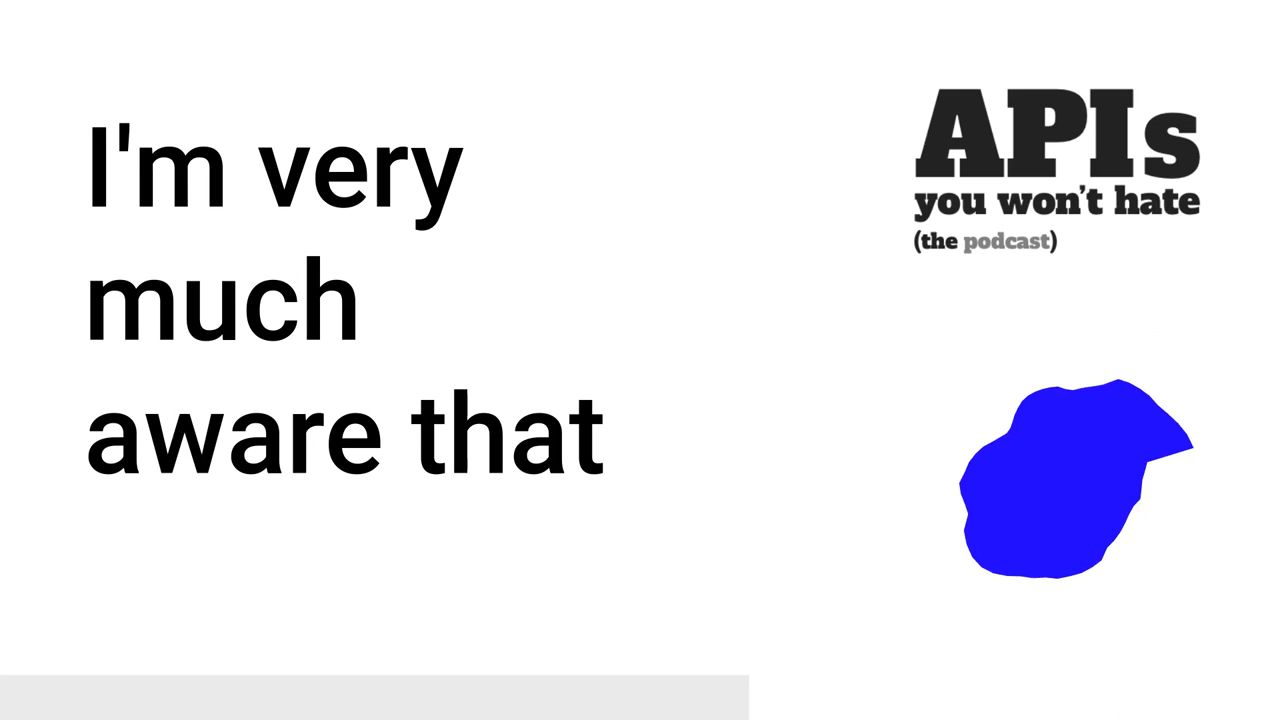 I'm very
much
aware that
APIs
you won't hate
(the podcast)